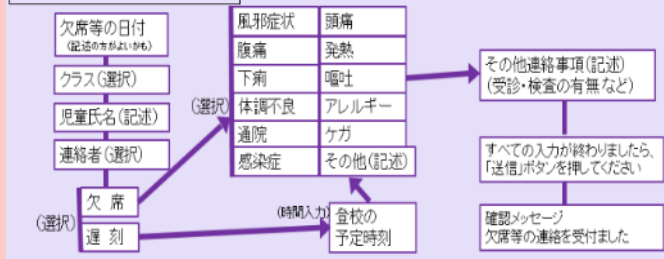 欠席等の日付
(記述の方がよいかも)
クラス(選択)
児童氏名(記述)
連絡者(選択)
(選択)
欠 席
遅 刻
(選択)
風邪症状 頭痛
腹痛 発熱
下痢 嘔吐
体調不良 アレルギー
通院 ケガ
感染症 その他(記述)
(時間入力)
登校の
予定時刻
その他連絡事項(記述)
(受診・検査の有無など)
すべての入力が終わりましたら、
「送信」ボタンを押してください
確認メッセージ
欠席等の連絡を受付ました